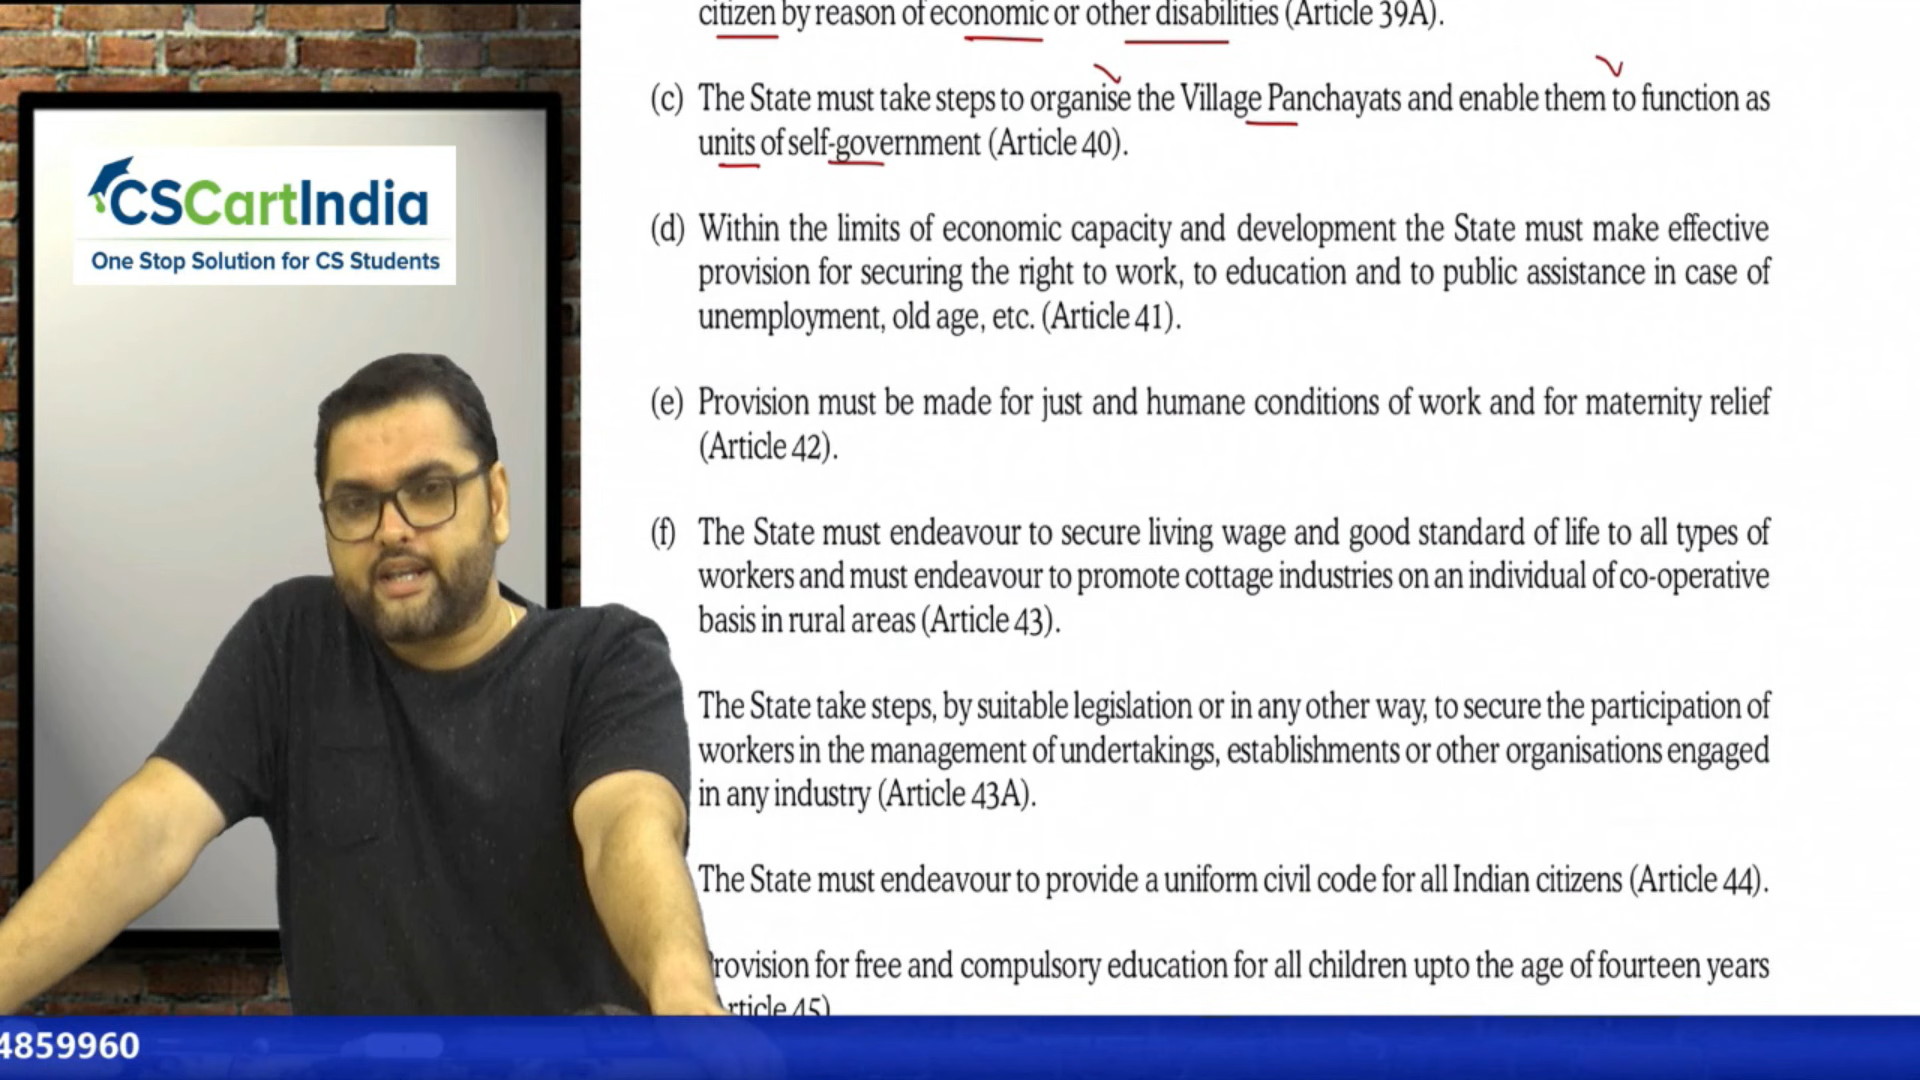 citizen by reason of economic or other disabilities (Article 39A).
(c) The State must take steps to organise the Village Panchayats and enable them to function as
units of self-government (Article 40).
CSCartIndia
One Stop Solution for CS Students
(d) Within the limits of economic capacity and development the State must make effective
provision for securing the right to work, to education and to public assistance in case of
unemployment, old age, etc. (Article 41).
(e) Provision must be made for just and humane conditions of work and for maternity relief
(Article 42).
(f) The State must endeavour to secure living wage and good standard of life to all types of
workers and must endeavour to promote cottage industries on an individual of co-operative
basis in rural areas (Article 43).
The State take steps, by suitable legislation or in any other way, to secure the participation of
workers in the management of undertakings, establishments or other organisations engaged
in any industry (Article 43A).
The State must endeavour to provide a uniform civil code for all Indian citizens (Article 44).
rovision for free and compulsory education for all children upto the age of fourteen years
rticle 45)
4859960